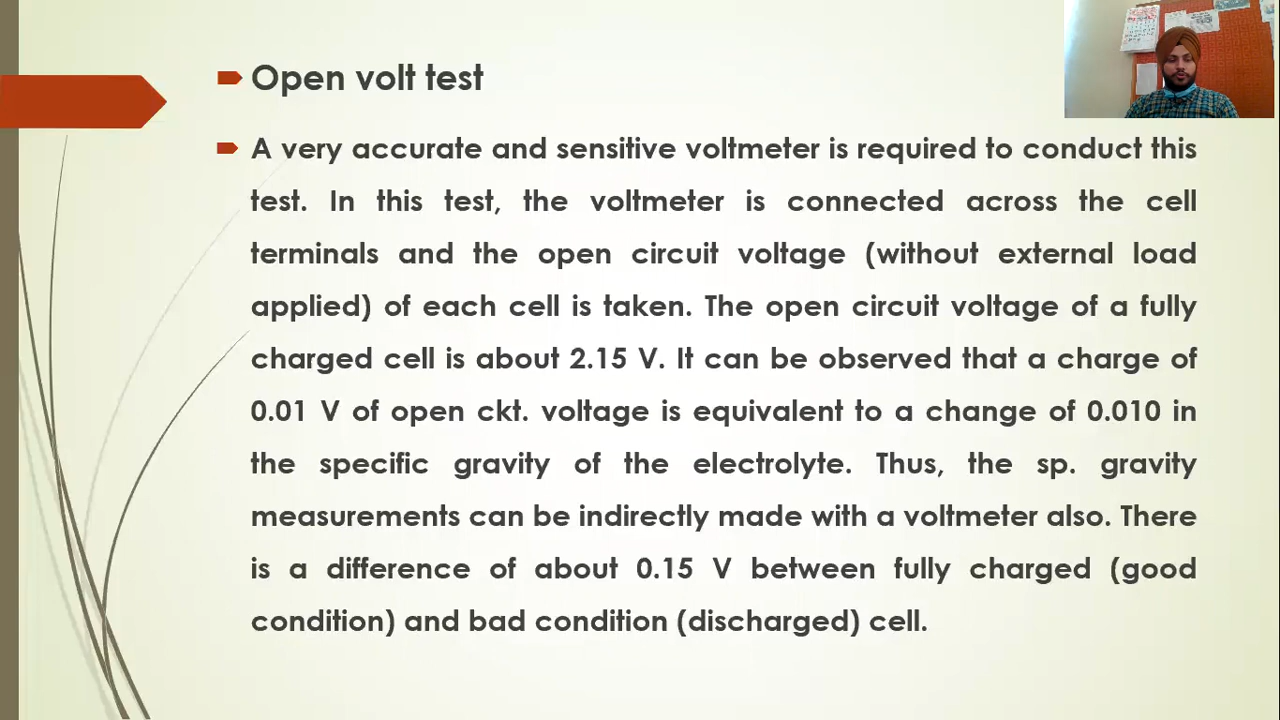 Open volt test
A very accurate and sensitive voltmeter is required to conduct this
test. In this test, the voltmeter is connected across the cell
terminals and the open circuit voltage (without external load
applied) of each cell is taken. The open circuit voltage of a fully
charged cell is about 2.15 V. It can be observed that a charge of
0.01 V of open ckt. voltage is equivalent to a change of 0.010 in
the specific gravity of the electrolyte. Thus, the sp. gravity
measurements can be indirectly made with a voltmeter also. There
is a difference of about 0.15 V between fully charged (good
condition) and bad condition (discharged) cell.